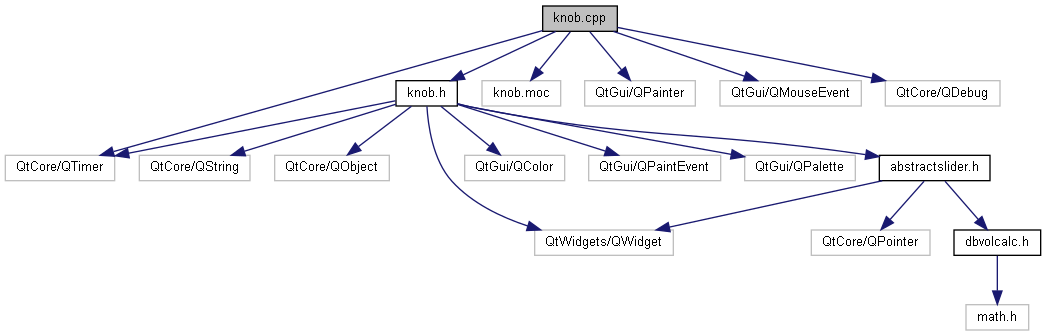 knob.cpp
knob.h
knob.moc
QtGui/QPainter
QtGui/QMouseEvent
QtCore/QDebug
QtCore/QTimer
QtCore/QString
QtCore/QObject
QtGui/QColor
QtGui/QPaintEvent
QtGui/QPalette
abstractslider.h
QtWidgets/QWidget
QtCore/QPointer
dbvolcalc.h
math.h